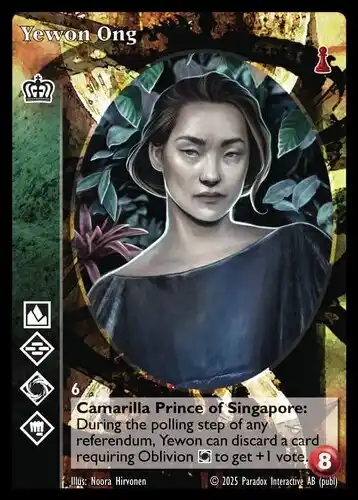 Yewon Ong
6
Camarilla Prince of Singapore:
During the polling step of any
referendum, Yewon can discard a card
requiring Oblivion to get +1 vote.
8
Illus: Noora Hirvonen
© 2025 Paradox Interactive AB (publ)